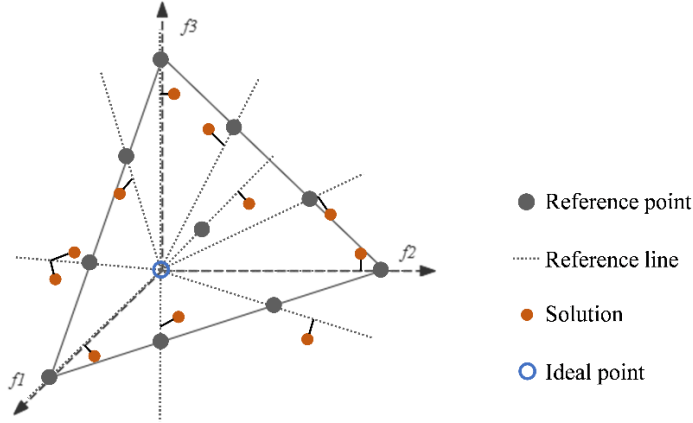 f3
Reference point
f2
Reference line
Solution
f1
Ideal point